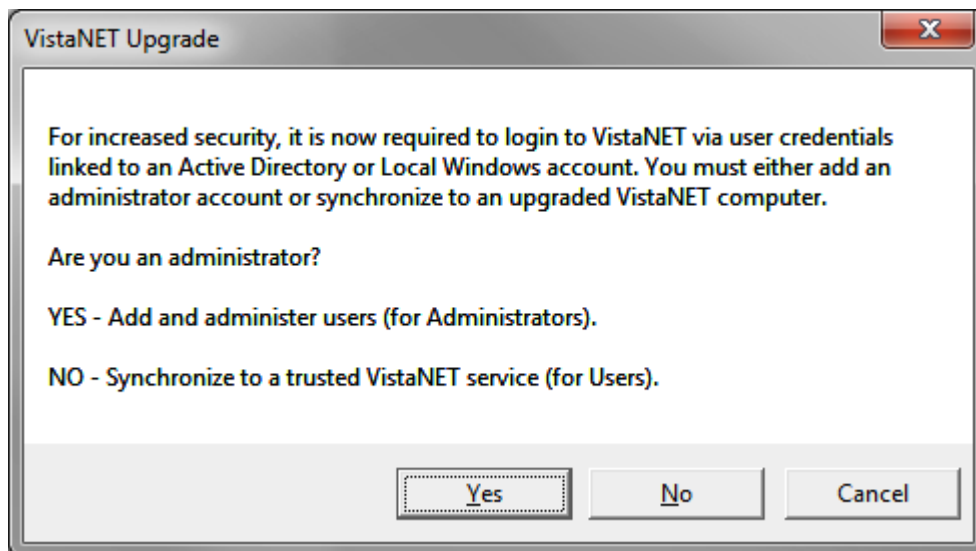 VistaNET Upgrade
For increased security, it is now required to login to VistaNET via user credentials
linked to an Active Directory or Local Windows account. You must either add an
administrator account or synchronize to an upgraded VistaNET computer.
Are you an administrator?
YES - Add and administer users (for Administrators).
NO - Synchronize to a trusted VistaNET service (for Users).
Yes
No
Cancel